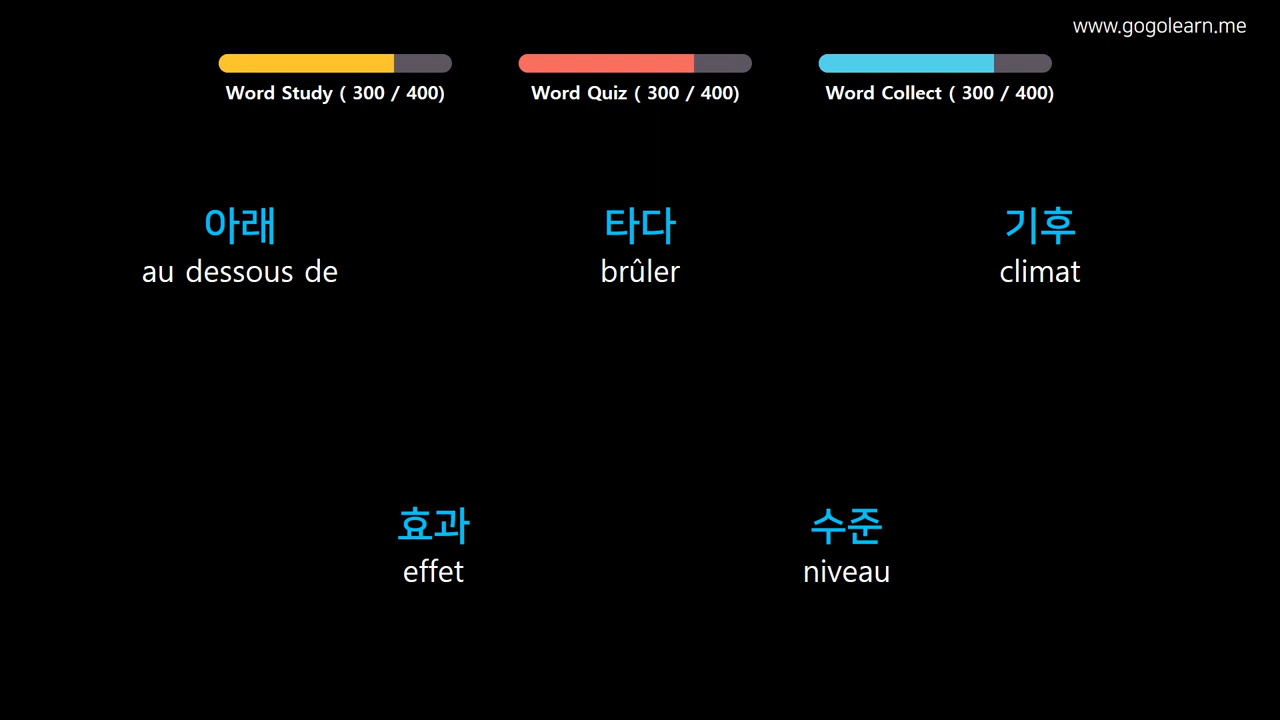 www.gogolearn.me
Word Study ( 300 / 400)
Word Quiz ( 300 / 400)
Word Collect ( 300 / 400)
아래
au dessous de
타다
brûler
기후
climat
효과
effet
수준
niveau